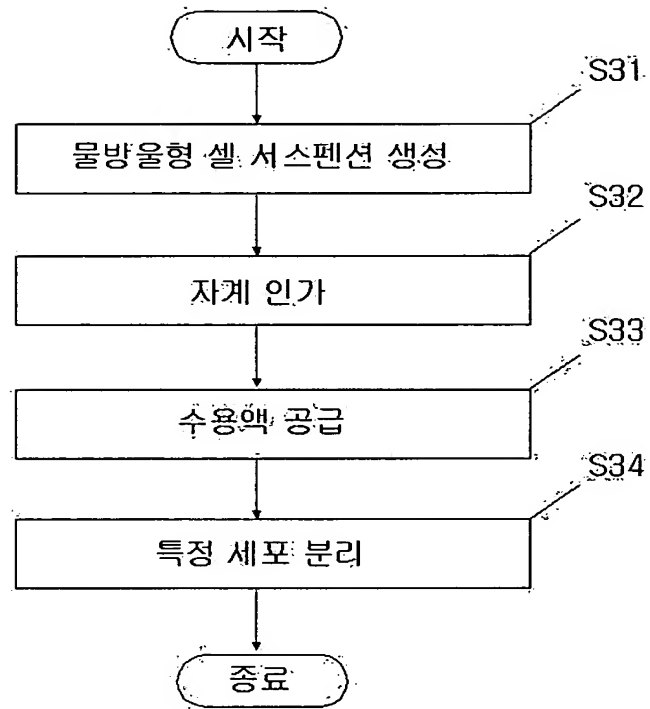 시작
S31
물방울형 셀 서스펜션 생성
S32
자계 인가
S33
수용액 공급
S34
특정 세포 분리
종료